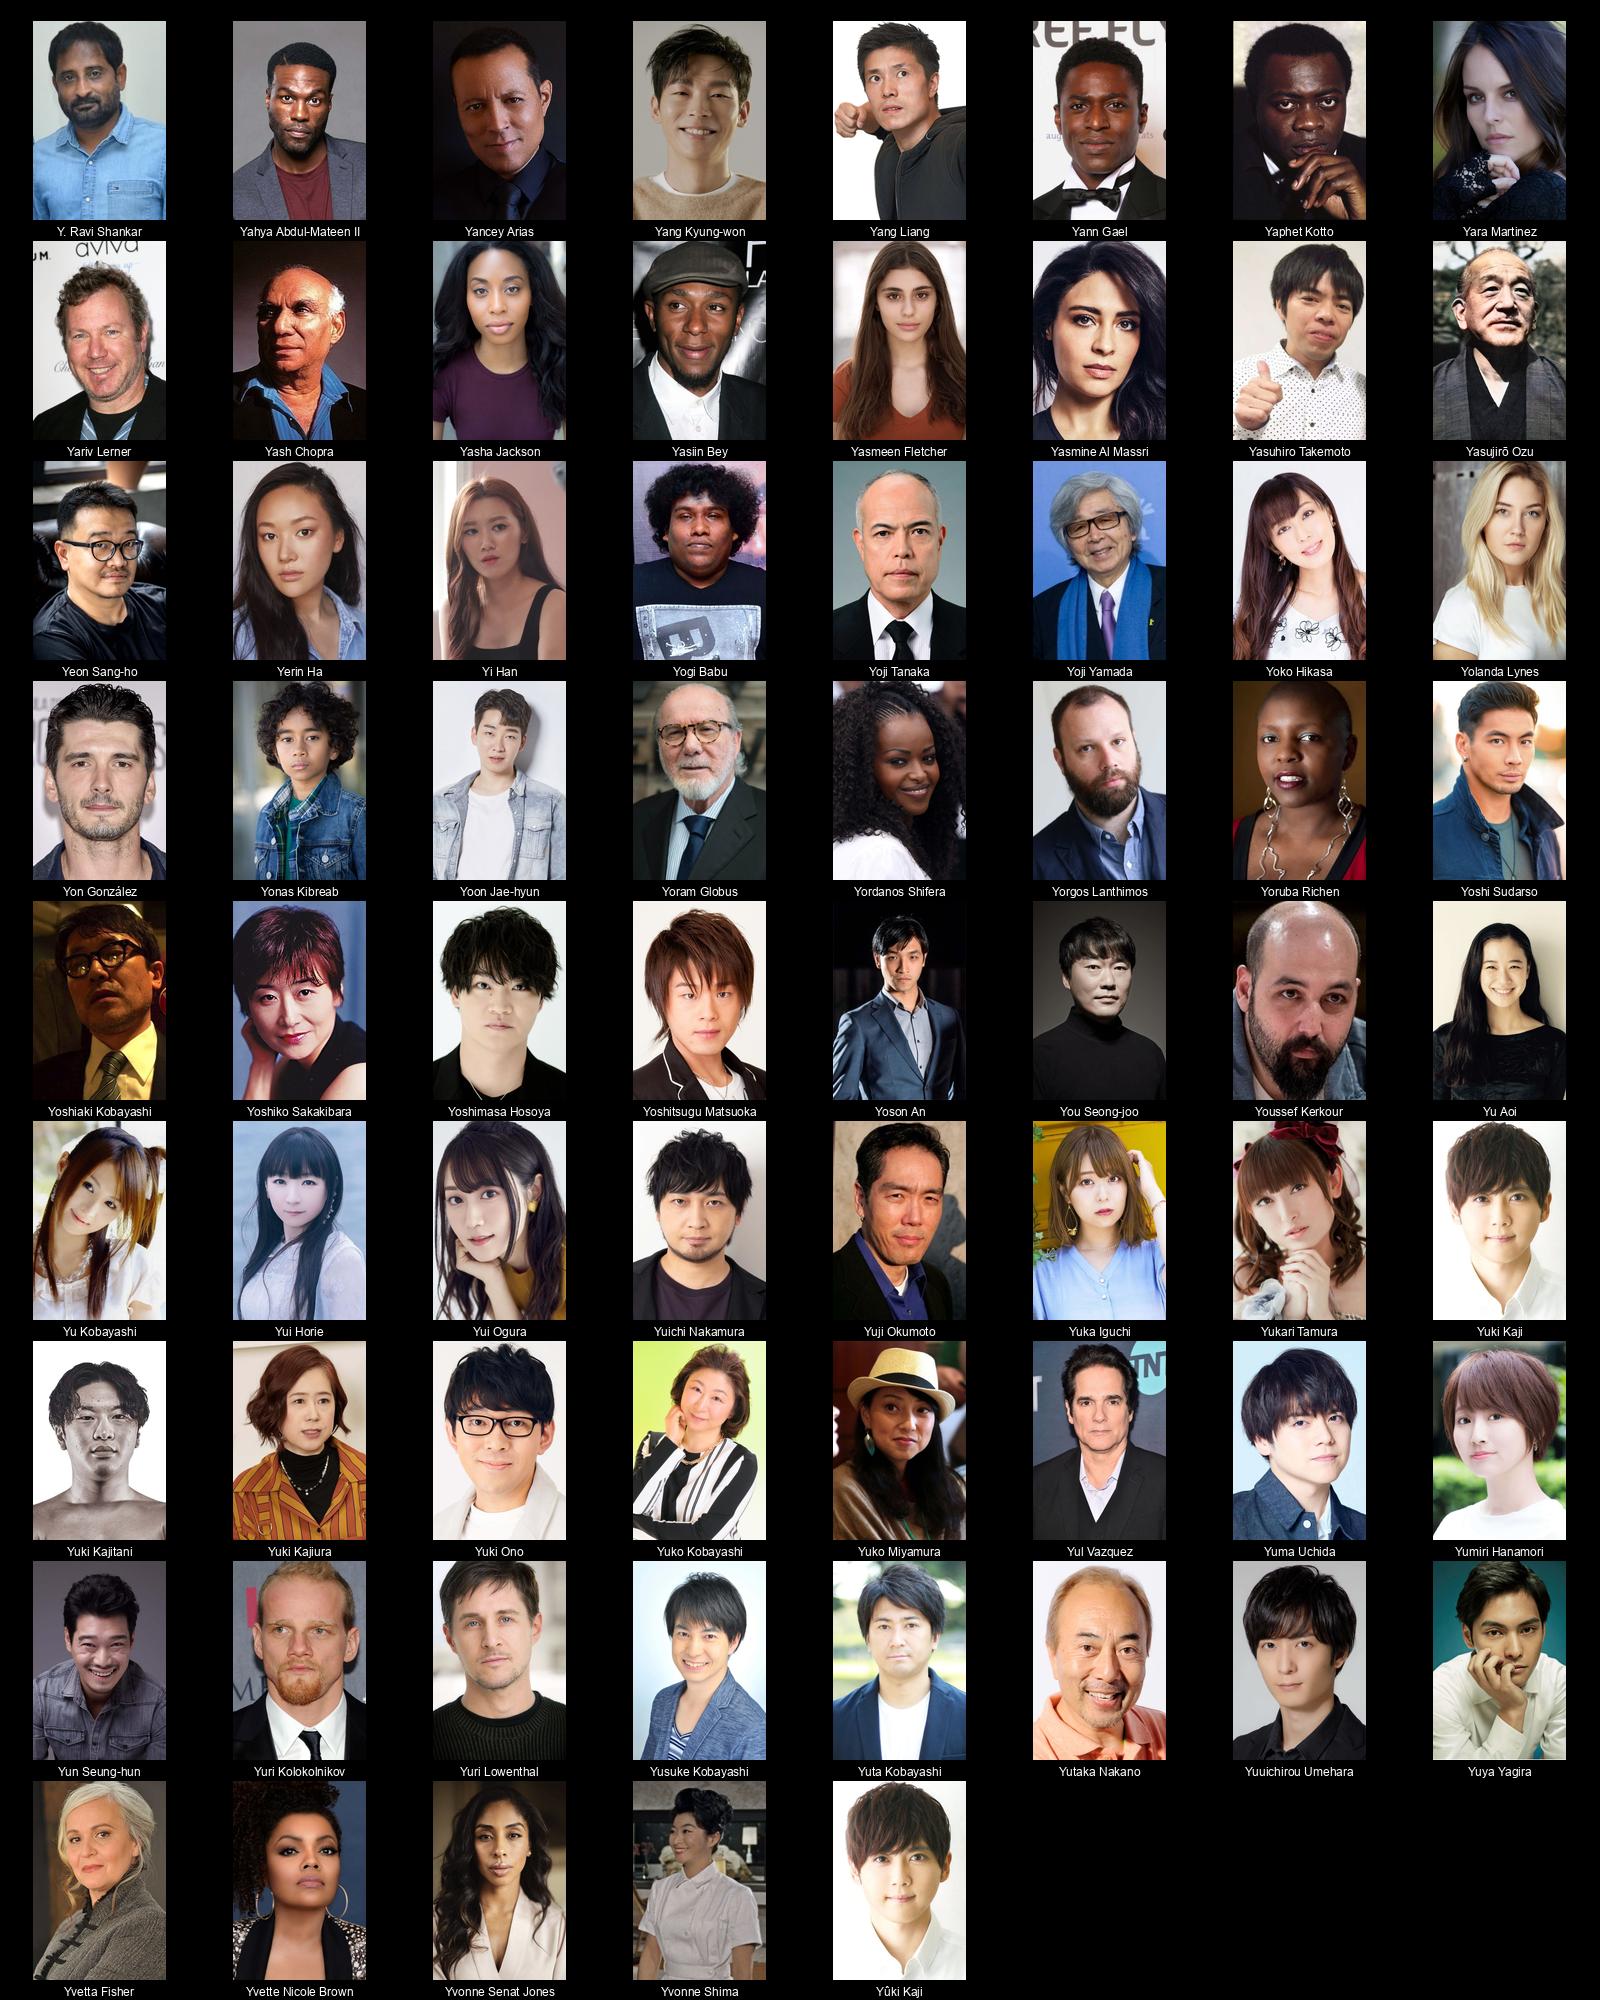 REE FLY
Y. Ravi Shankar
Yahya Abdul-Mateen II
Yancey Arias
Yang Kyung-won
Yang Liang
Yann Gael
Yaphet Kotto
Yara Martinez
aviva
Yariv Lerner
Yash Chopra
Yasha Jackson
Yasiin Bey
Yasmeen Fletcher
Yasmine Al Massri
Yasuhiro Takemoto
Yasujirō Ozu
Yeon Sang-ho
Yerin Ha
Yi Han
Yogi Babu
Yoji Tanaka
Yoji Yamada
Yoko Hikasa
Yolanda Lynes
Yon González
Yonas Kibreab
Yoon Jae-hyun
Yoram Globus
Yordanos Shifera
Yorgos Lanthimos
Yoruba Richen
Yoshi Sudarso
Yoshiaki Kobayashi
Yoshiko Sakakibara
Yoshimasa Hosoya
Yoshitsugu Matsuoka
Yoson An
You Seong-joo
Youssef Kerkour
Yu Aoi
Yu Kobayashi
Yui Horie
Yui Ogura
Yuichi Nakamura
Yuji Okumoto
Yuka Iguchi
Yukari Tamura
Yuki Kaji
TNT
Yuki Kajitani
Yuki Kajiura
Yuki Ono
Yuko Kobayashi
Yuko Miyamura
Yul Vazquez
Yuma Uchida
Yumiri Hanamori
Yun Seung-hun
Yuri Kolokolnikov
Yuri Lowenthal
Yusuke Kobayashi
Yuta Kobayashi
Yutaka Nakano
Yuuichirou Umehara
Yuya Yagira
Yvetta Fisher
Yvette Nicole Brown
Yvonne Senat Jones
Yvonne Shima
Yûki Kaji